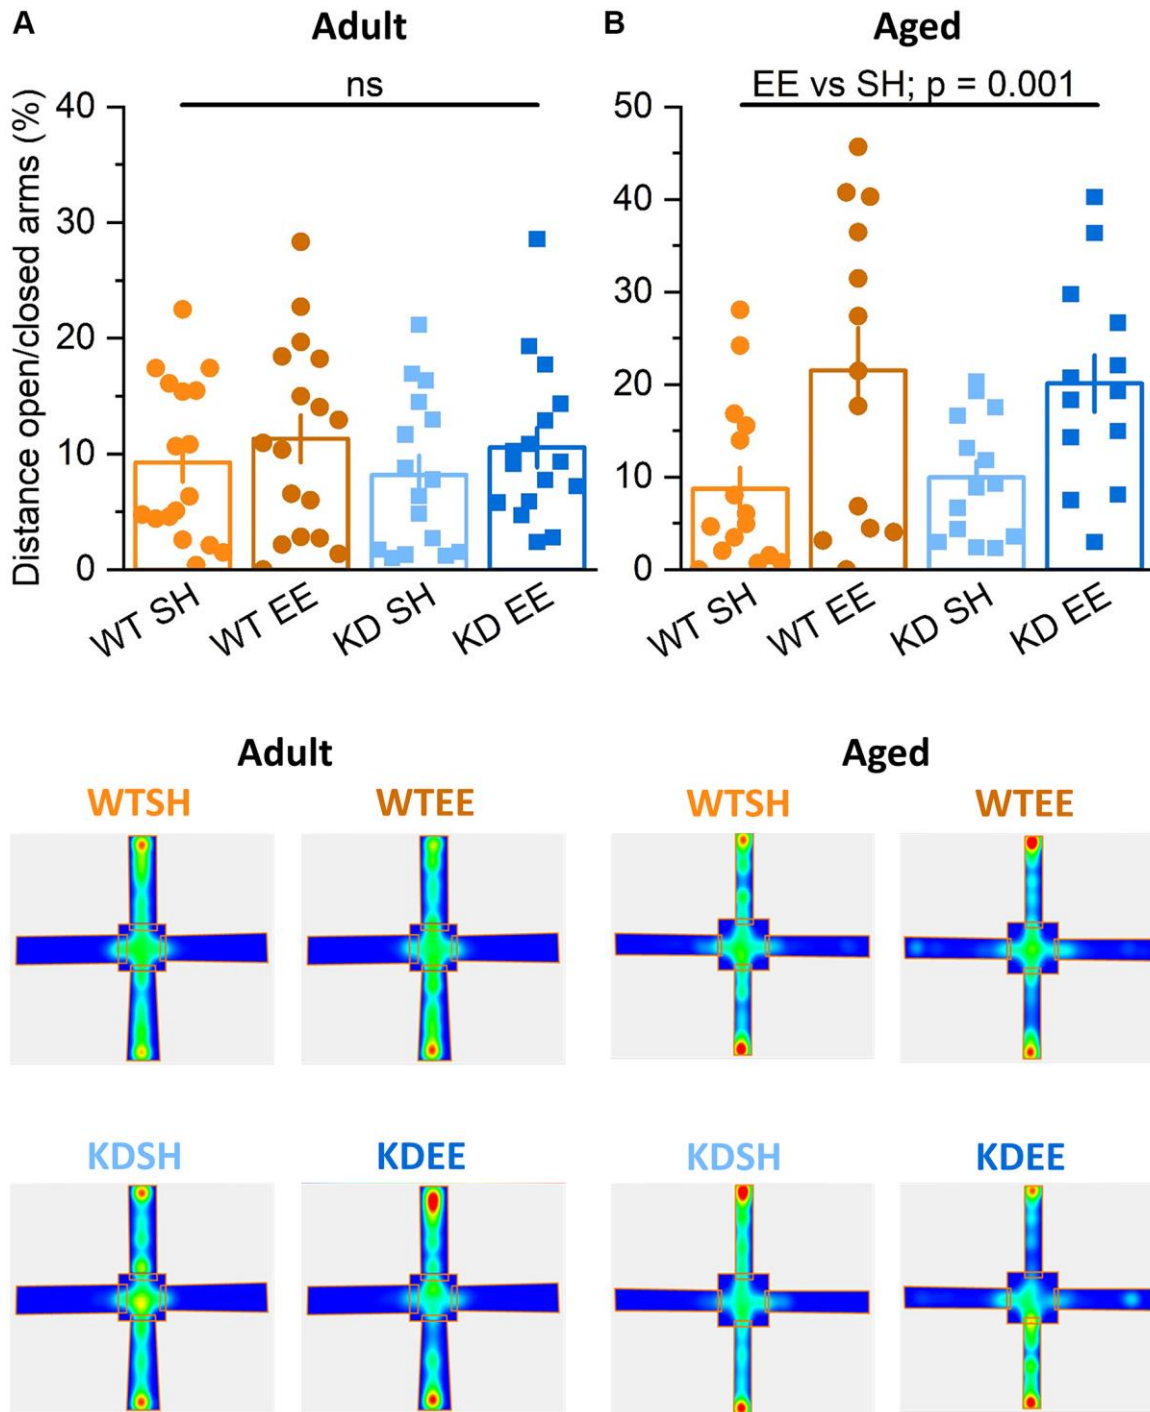 A Adult
ns
Distance open/closed arms (%)
40
30
20
10
0
WT SH
WT EE
KD SH
KD EE
B Aged
EE vs SH; p = 0.001
50
40
30
20
10
0
WT SH
WT EE
KD SH
KD EE
Adult
WTSH WTEE
KDSH KDEE
Aged
WTSH WTEE
KDSH KDEE